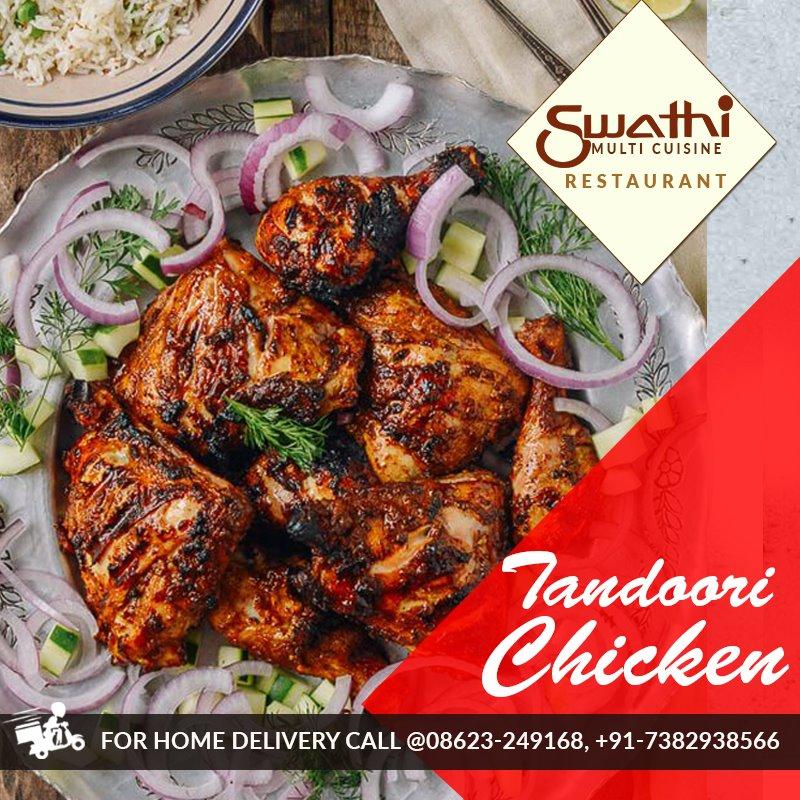 Swathi
MULTI CUISINE
RESTAURANT
Tandoori
Chicken
FOR HOME DELIVERY CALL @08623-249168, +91-7382938566